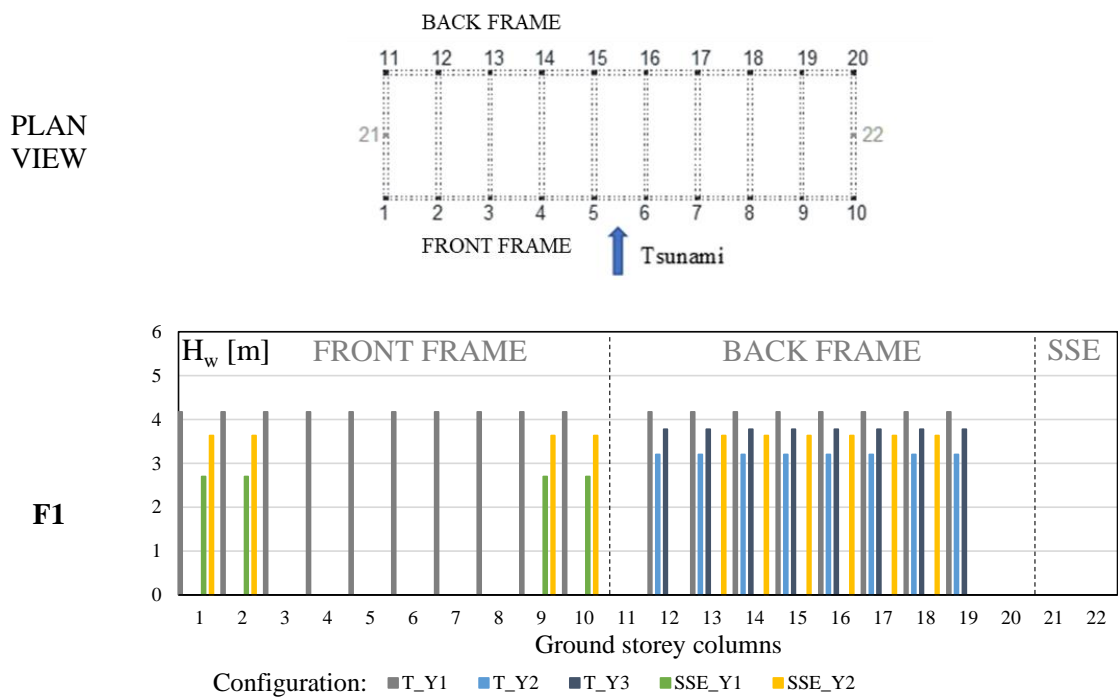 BACK FRAME
11 12 13 14 15 16 17 18 19 20
PLAN
VIEW
21 22
1 2 3 4 5 6 7 8 9 10
FRONT FRAME
Tsunami
6
H_w [m] FRONT FRAME BACK FRAME SSE
5
4
3
F1
2
1
0
1 2 3 4 5 6 7 8 9 10 11 12 13 14 15 16 17 18 19 20 21 22
Ground storey columns
Configuration: T_Y1 T_Y2 T_Y3 SSE_Y1 SSE_Y2